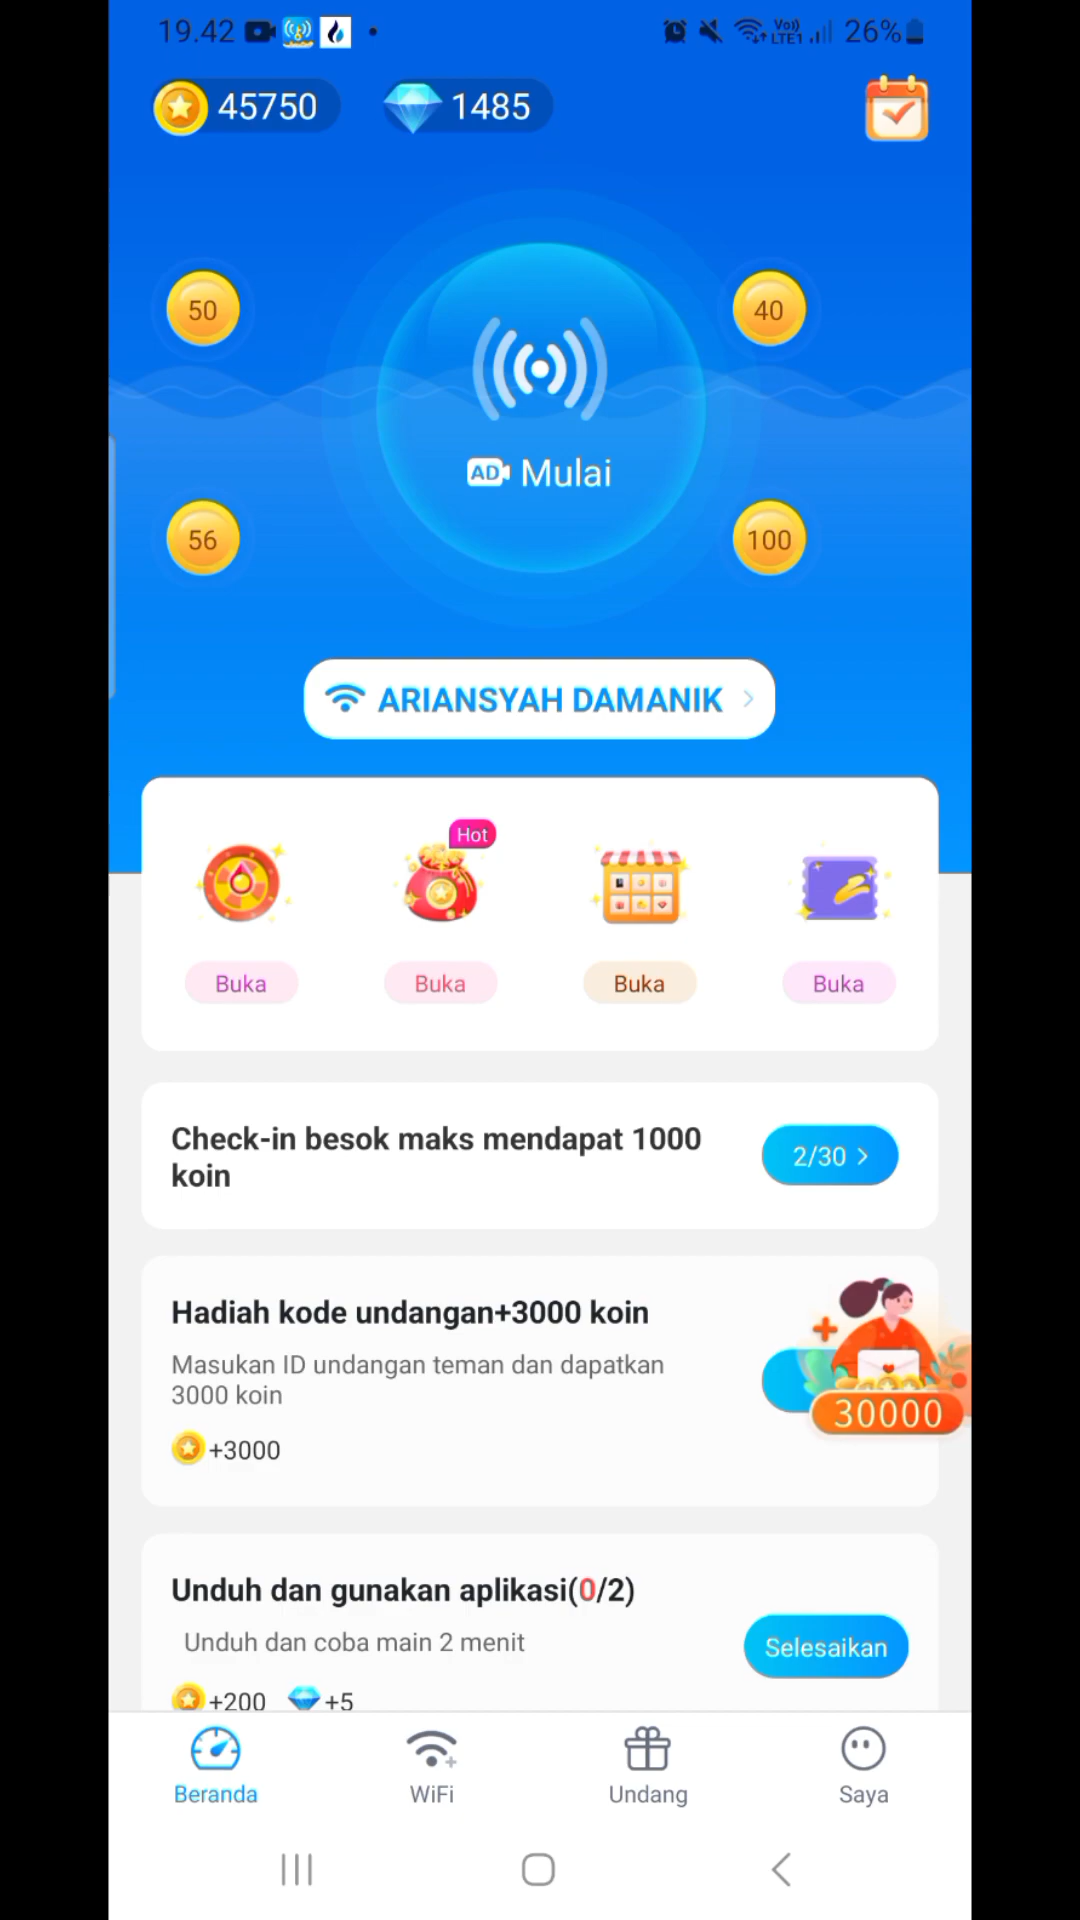 19.42
Vo))
LTE1
26%
45750
1485
50
40
AD Mulai
56
100
ARIANSYAH DAMANIK
Hot
Buka
Buka
Buka
Buka
Check-in besok maks mendapat 1000
koin
2/30
Hadiah kode undangan+3000 koin
Masukan ID undangan teman dan dapatkan
3000 koin
+3000
30000
Unduh dan gunakan aplikasi(0/2)
Unduh dan coba main 2 menit
Selesaikan
+200
+5
Beranda
WiFi
Undang
Saya